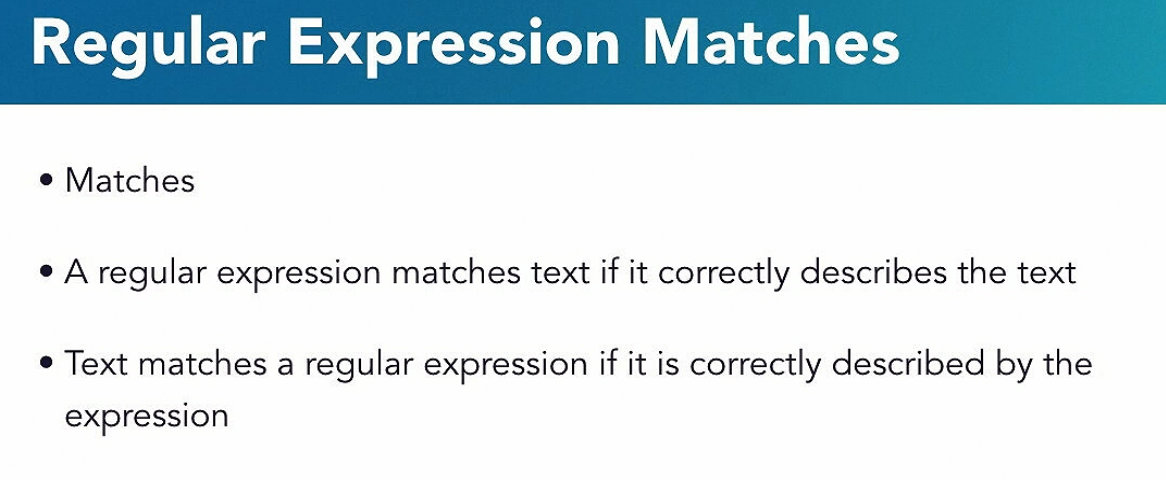 Regular Expression Matches
• Matches
• A regular expression matches text if it correctly describes the text
• Text matches a regular expression if it is correctly described by the
expression